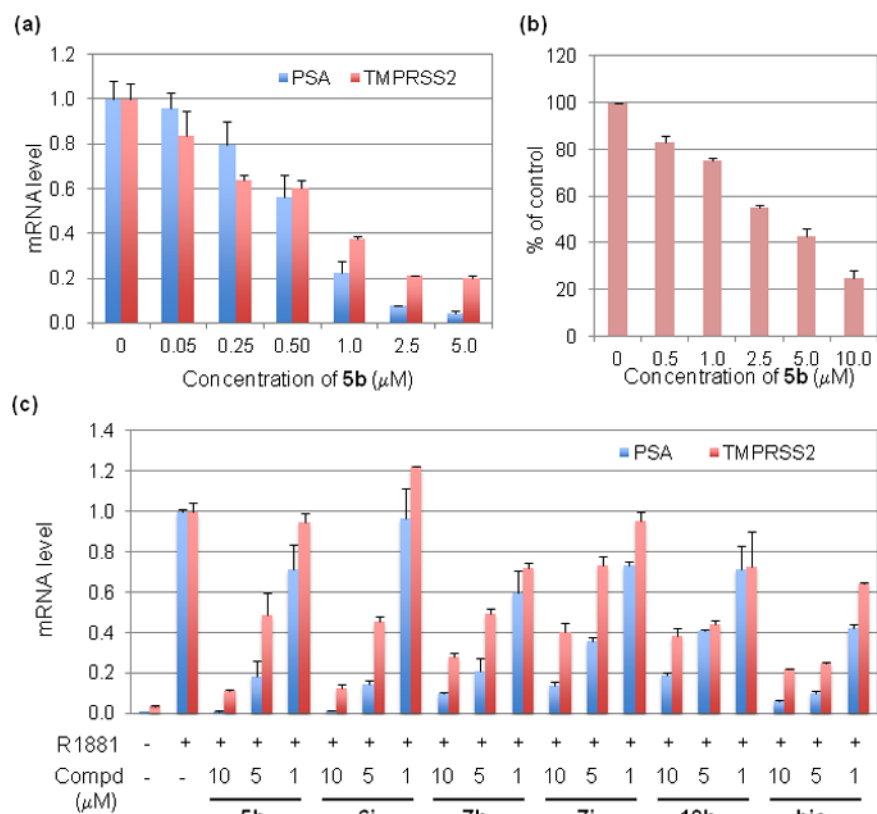 (a)
1.2
1.0
0.8
0.6
0.4
0.2
0.0
mRNA level
PSA TMPRSS2
0 0.05 0.25 0.50 1.0 2.5 5.0
Concentration of 5b (μM)
(b)
120
100
80
60
40
20
0
% of control
0 0.5 1.0 2.5 5.0 10.0
Concentration of 5b (μM)
(c)
1.4
1.2
1.0
0.8
0.6
0.4
0.2
0.0
mRNA level
PSA TMPRSS2
R1881 - + + + + + + + + + + + + + + + + + + +
Compd - - 10 5 1 10 5 1 10 5 1 10 5 1 10 5 1 10 5 1
(μM)